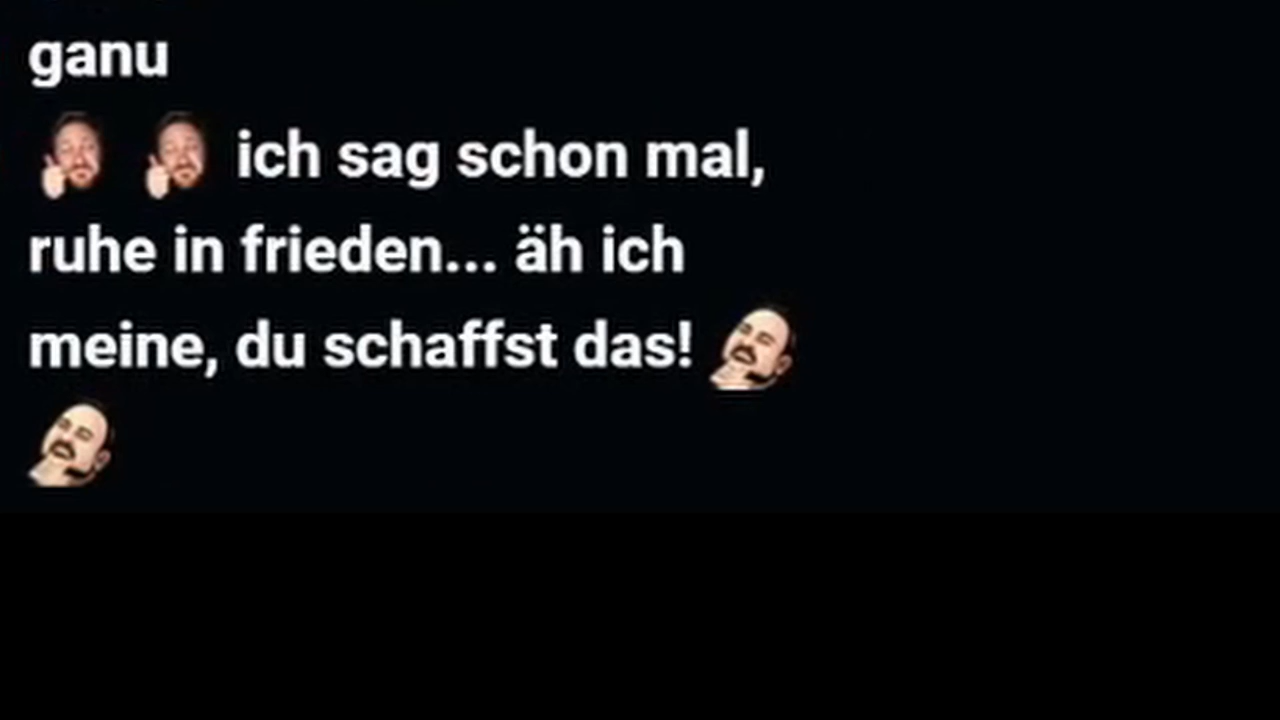 ganu
ich sag schon mal,
ruhe in frieden... äh ich
meine, du schaffst das!